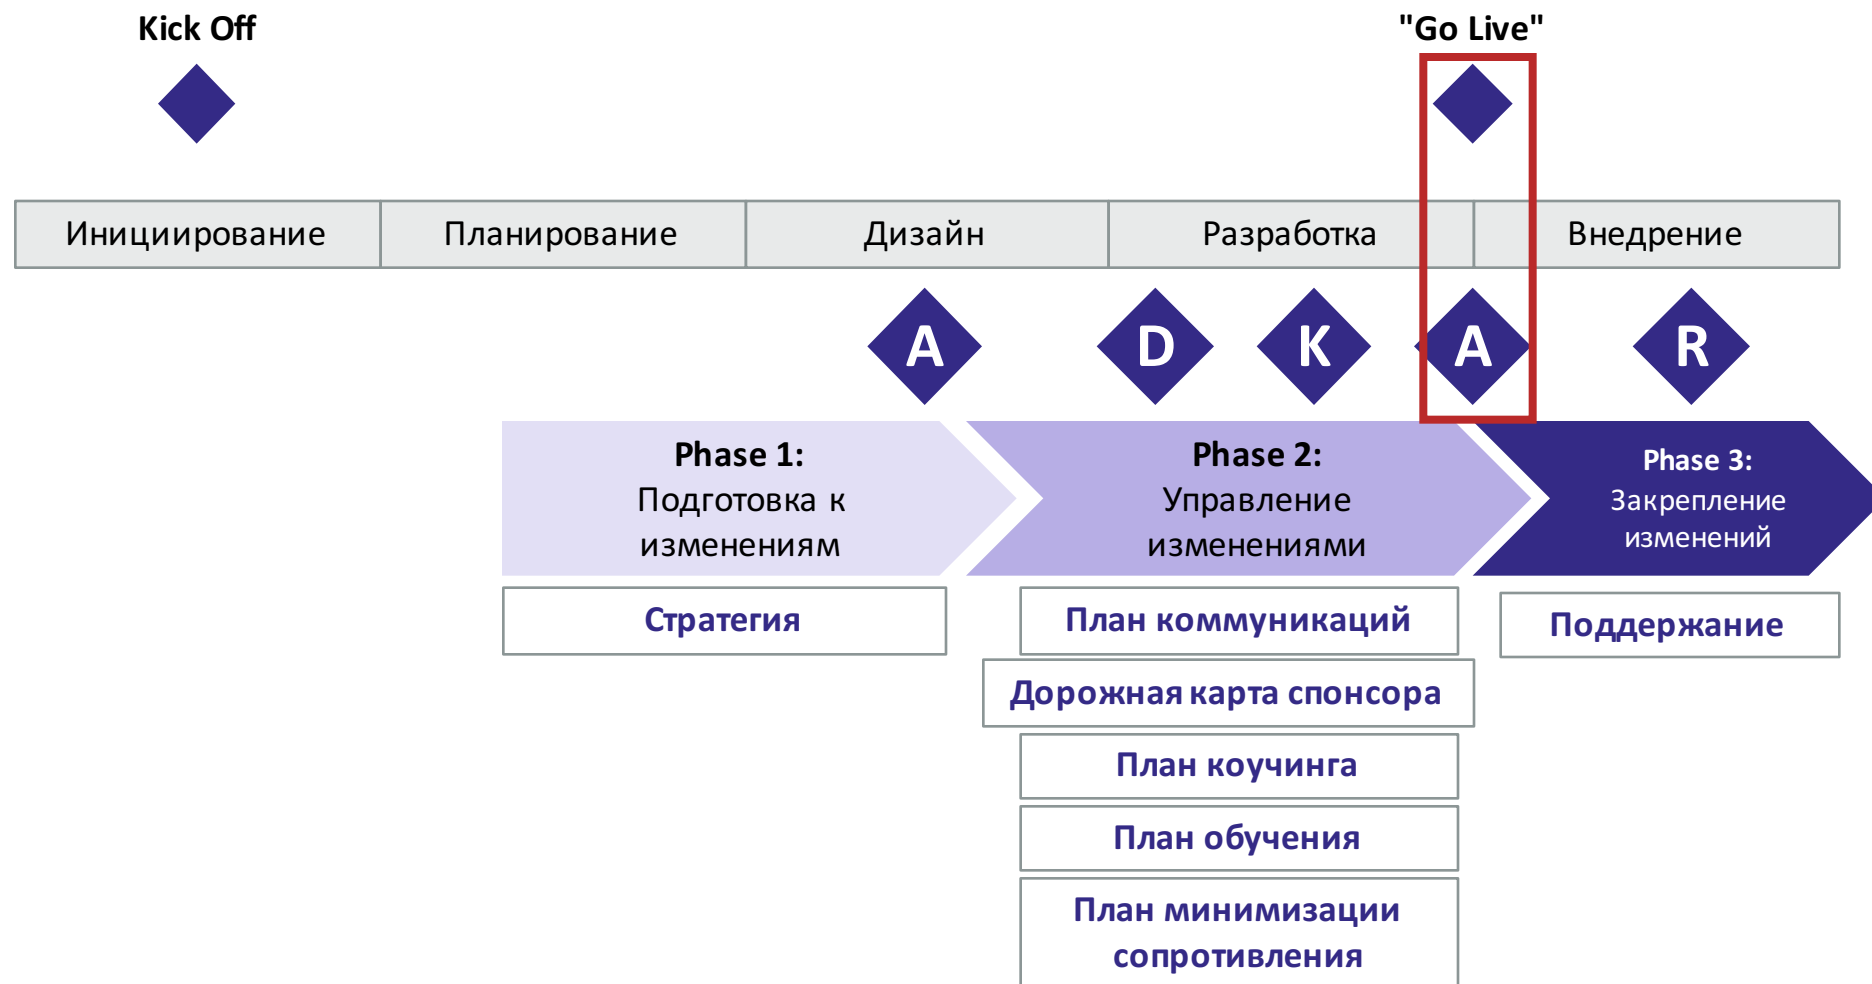 Kick Off
"Go Live"
Инициирование
Планирование
Дизайн
Разработка
Внедрение
A
D
K
A
R
Phase 1:
Подготовка к
изменениям
Phase 2:
Управление
изменениями
Phase 3:
Закрепление
изменений
Стратегия
План коммуникаций
Дорожная карта спонсора
План коучинга
План обучения
План минимизации
сопротивления
Поддержание